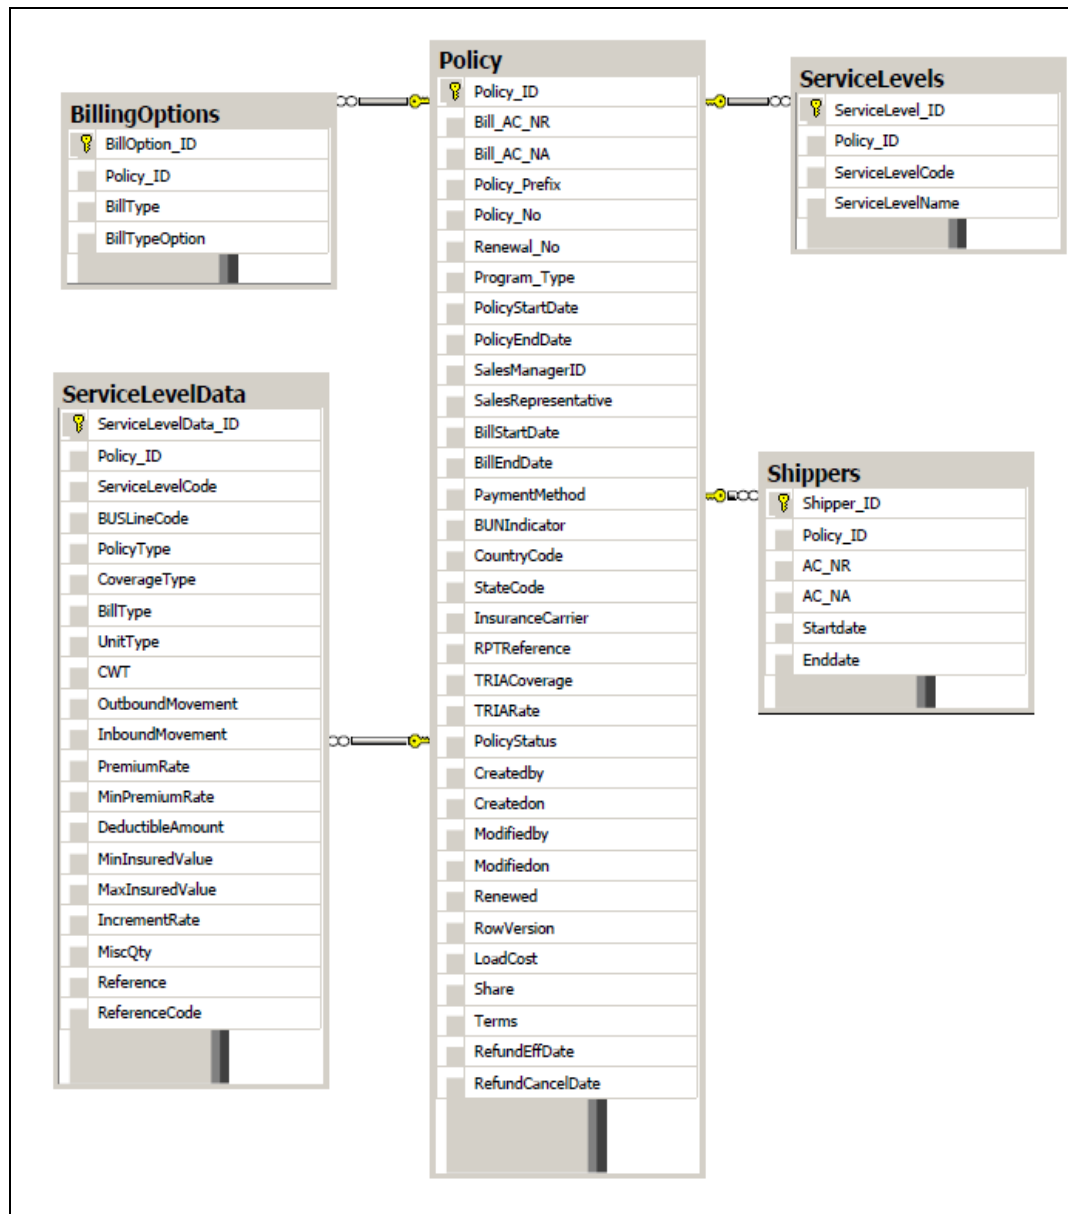 BillingOptions
BillOption_ID
Policy_ID
BillType
BillTypeOption
ServiceLevelData
ServiceLevelData_ID
Policy_ID
ServiceLevelCode
BUSLineCode
PolicyType
CoverageType
BillType
UnitType
CWT
OutboundMovement
InboundMovement
PremiumRate
MinPremiumRate
DeductibleAmount
MinInsuredValue
MaxInsuredValue
IncrementRate
MiscQty
Reference
ReferenceCode
Policy
Policy_ID
Bill_AC_NR
Bill_AC_NA
Policy_Prefix
Policy_No
Renewal_No
Program_Type
PolicyStartDate
PolicyEndDate
SalesManagerID
SalesRepresentative
BillStartDate
BillEndDate
PaymentMethod
BUNIndicator
CountryCode
StateCode
InsuranceCarrier
RPTReference
TRIACoverage
TRIARate
PolicyStatus
Createdby
Createdon
Modifiedby
Modifiedon
Renewed
RowVersion
LoadCost
Share
Terms
RefundEffDate
RefundCancelDate
ServiceLevels
ServiceLevel_ID
Policy_ID
ServiceLevelCode
ServiceLevelName
Shippers
Shipper_ID
Policy_ID
AC_NR
AC_NA
Startdate
Enddate